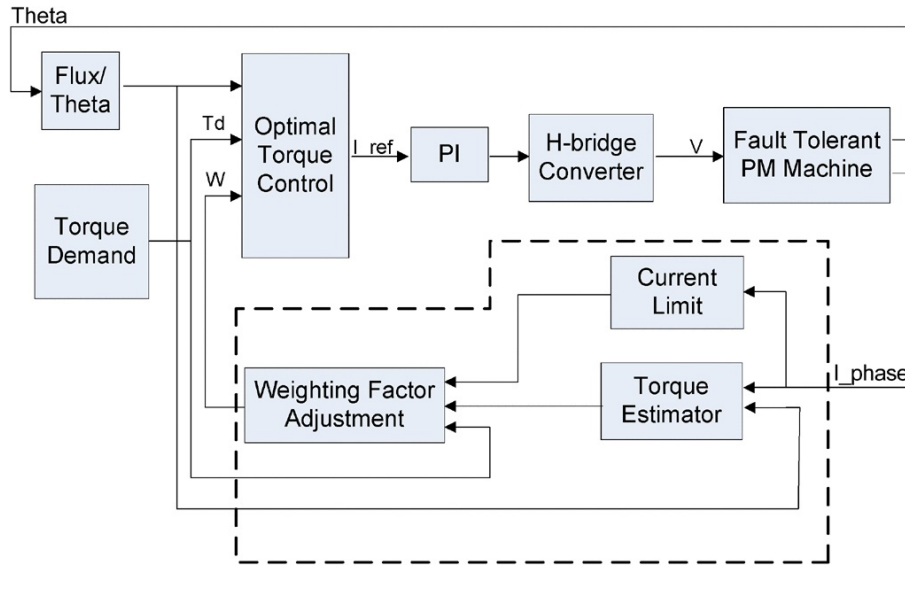 Theta
Flux/
Theta
Td
W
Optimal
Torque
Control
I_ref
PI
H-bridge
Converter
V
Fault Tolerant
PM Machine
Torque
Demand
Current
Limit
I_phase
Weighting Factor
Adjustment
Torque
Estimator